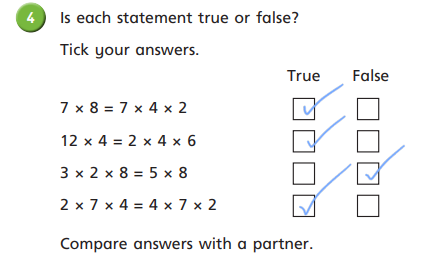 4 Is each statement true or false?
Tick your answers.
True False
7 × 8 = 7 × 4 × 2
12 × 4 = 2 × 4 × 6
3 × 2 × 8 = 5 × 8
2 × 7 × 4 = 4 × 7 × 2
Compare answers with a partner.